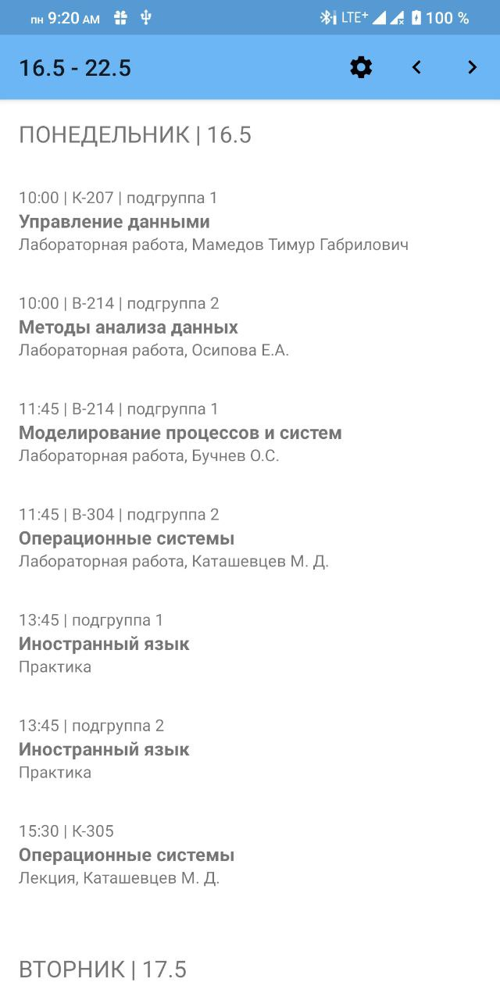 пн 9:20 AM LTE+ 100 %
16.5 - 22.5
ПОНЕДЕЛЬНИК | 16.5
10:00 | К-207 | подгруппа 1
Управление данными
Лабораторная работа, Мамедов Тимур Габрилович
10:00 | В-214 | подгруппа 2
Методы анализа данных
Лабораторная работа, Осипова Е.А.
11:45 | В-214 | подгруппа 1
Моделирование процессов и систем
Лабораторная работа, Бучнев О.С.
11:45 | В-304 | подгруппа 2
Операционные системы
Лабораторная работа, Каташевцев М. Д.
13:45 | подгруппа 1
Иностранный язык
Практика
13:45 | подгруппа 2
Иностранный язык
Практика
15:30 | К-305
Операционные системы
Лекция, Каташевцев М. Д.
ВТОРНИК | 17.5